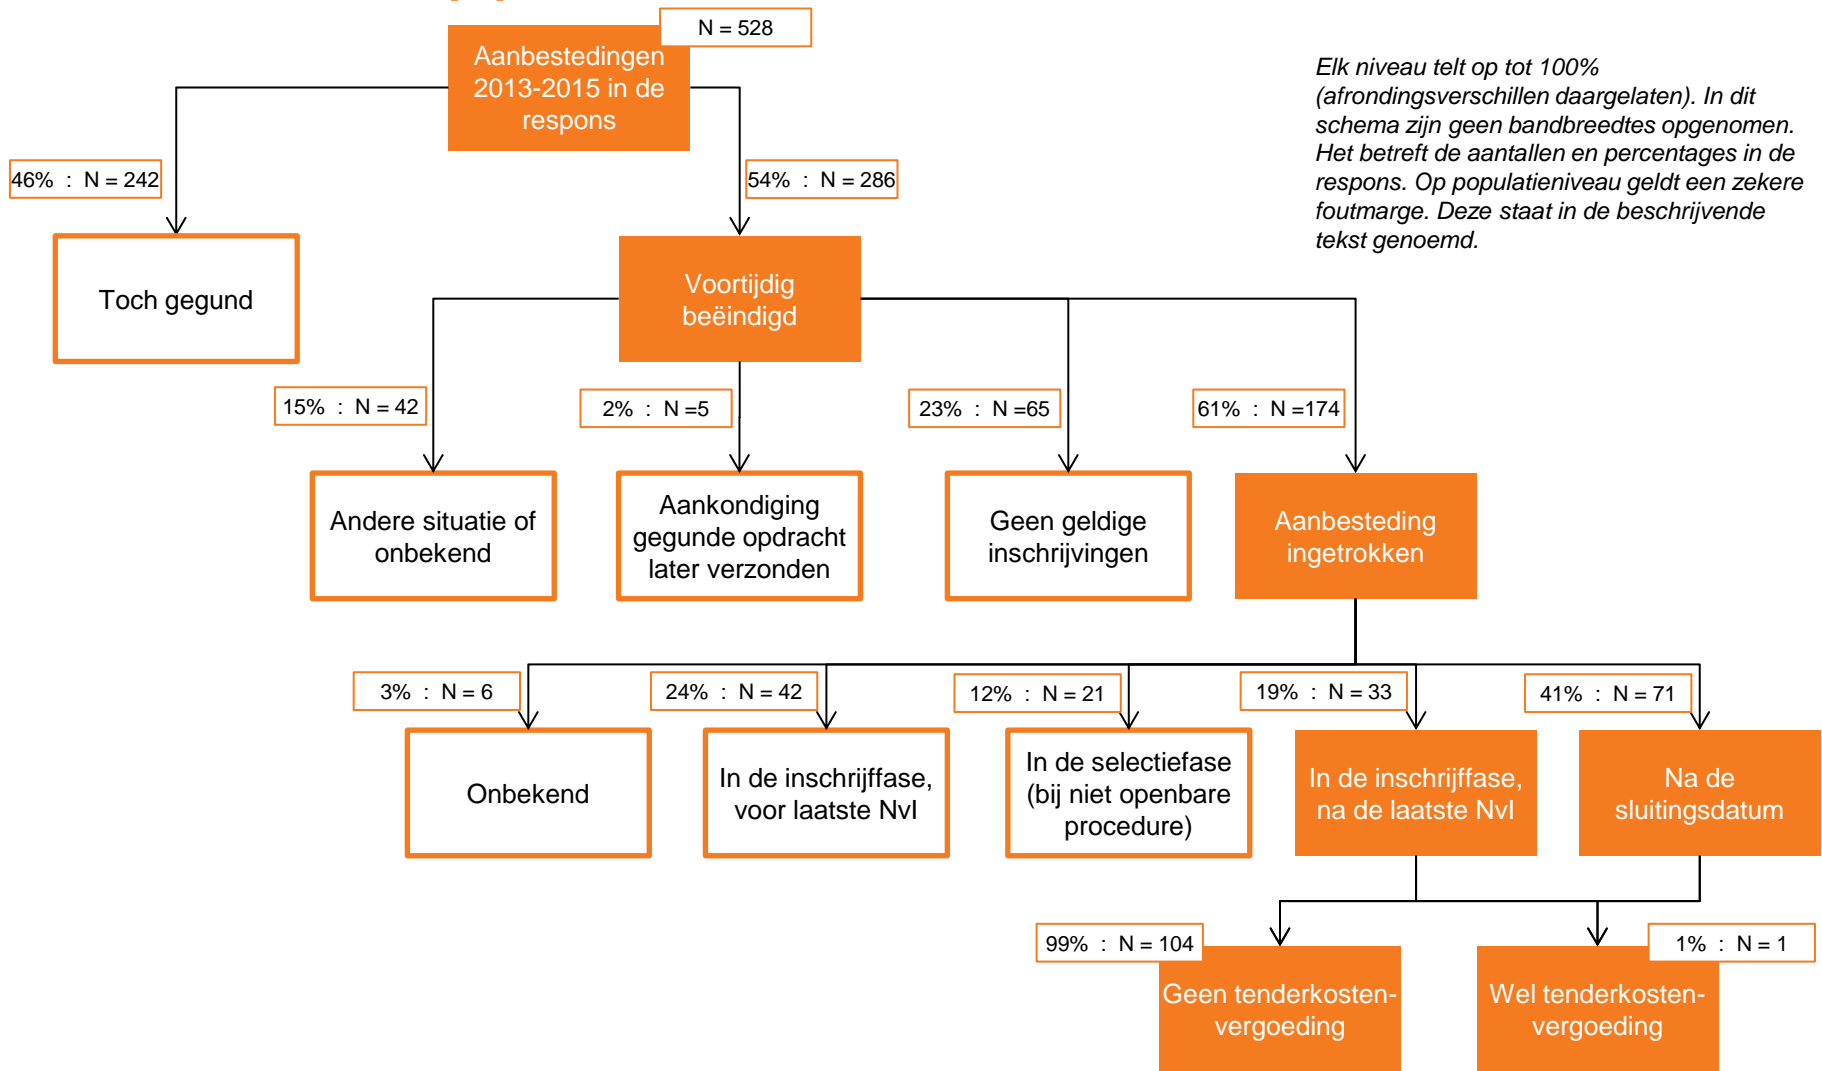 N = 528
Aanbestedingen
2013-2015 in de
respons
Elk niveau telt op tot 100%
(afrondingsverschillen daargelaten). In dit
schema zijn geen bandbreedtes opgenomen.
Het betreft de aantallen en percentages in de
respons. Op populatieniveau geldt een zekere
foutmarge. Deze staat in de beschrijvende
tekst genoemd.
46% : N = 242
54% : N = 286
Toch gegund
Voortijdig
beëindigd
15% : N = 42
2% : N =5
23% : N =65
61% : N =174
Andere situatie of
onbekend
Aankondiging
gegunde opdracht
later verzonden
Geen geldige
inschrijvingen
Aanbesteding
ingetrokken
3% : N = 6
24% : N = 42
12% : N = 21
19% : N = 33
41% : N = 71
Onbekend
In de inschrijffase,
voor laatste NvI
In de selectiefase
(bij niet openbare
procedure)
In de inschrijffase,
na de laatste NvI
Na de
sluitingsdatum
99% : N = 104
1% : N = 1
Geen tenderkosten-
vergoeding
Wel tenderkosten-
vergoeding